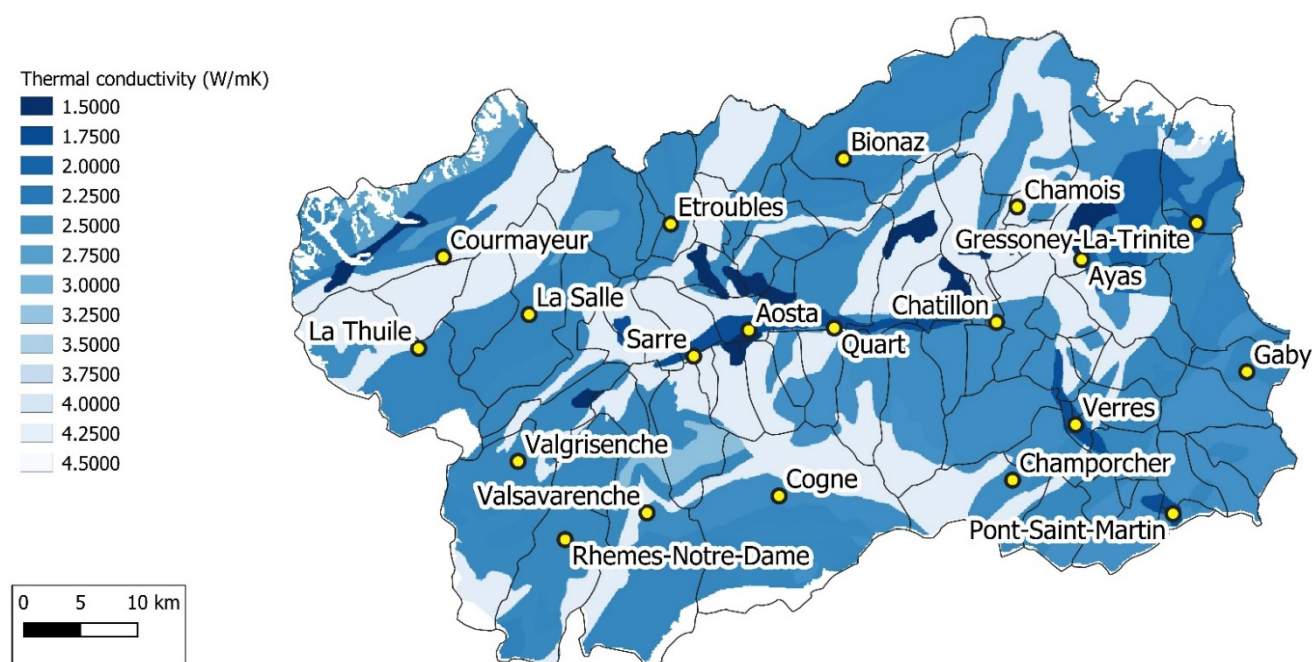 Thermal conductivity (W/mK)
1.5000
1.7500
2.0000
2.2500
2.5000
2.7500
3.0000
3.2500
3.5000
3.7500
4.0000
4.2500
4.5000
Bionaz
Chamois
Etroubles
Courmayeur
Gressoney-La-Trinite
Ayas
La Salle
Aosta
Chatillon
La Thuile
Sarre
Quart
Gaby
Verres
Valgrisenche
Champorcher
Cogne
Valsavarenche
Pont-Saint-Martin
Rhemes-Notre-Dame
0 5 10 km